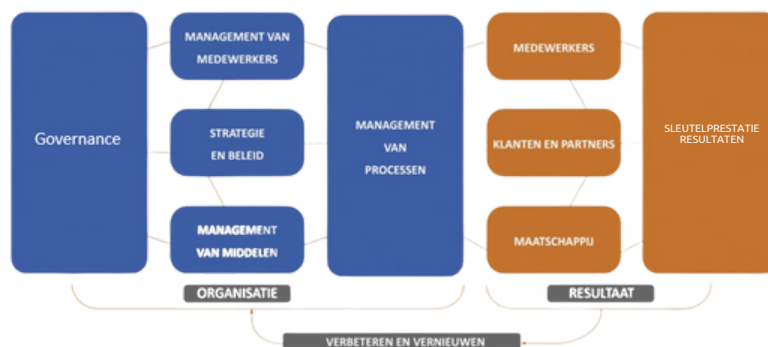 Governance
MANAGEMENT VAN
MEDEWERKERS
STRATEGIE
EN BELEID
MANAGEMENT
VAN MIDDELEN
MANAGEMENT
VAN
PROCESSEN
MEDEWERKERS
KLANTEN EN PARTNERS
MAATSCHAPPIJ
SLEUTELPRESTATIE
RESULTATEN
ORGANISATIE
RESULTAAT
VERBETEREN EN VERNIEUWEN